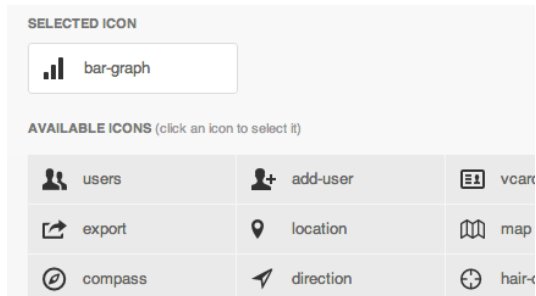 SELECTED ICON
bar-graph
AVAILABLE ICONS (click an icon to select it)
users add-user vcard
export location map
compass direction